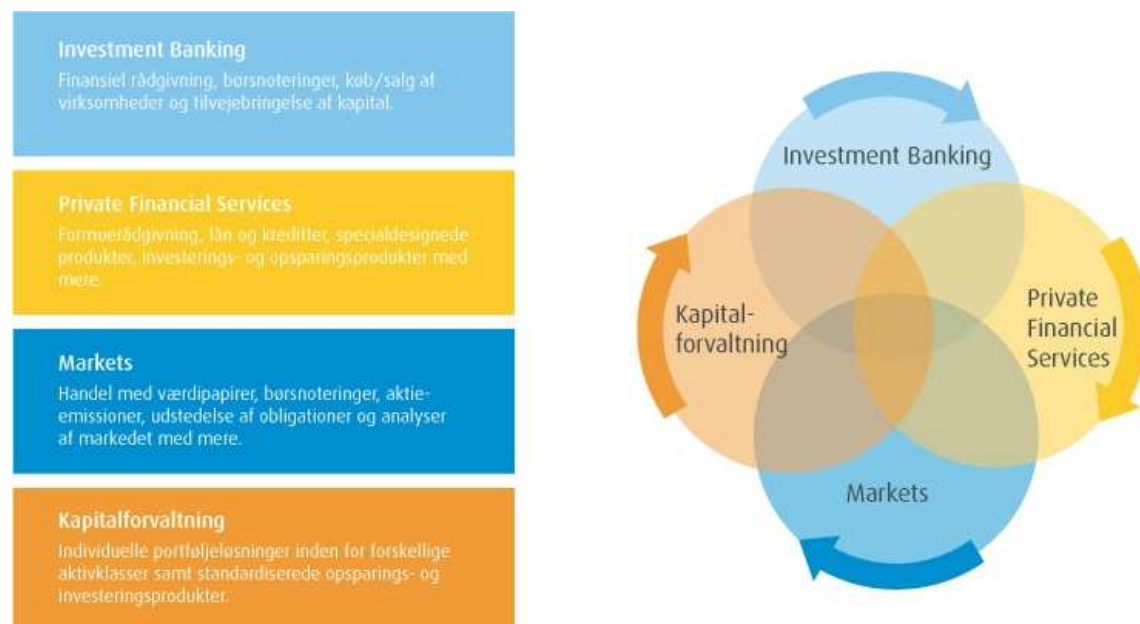 Investment Banking
Finansiel rådgivning, børsnoteringer, køb/salg af
virksomheder og tilvejebringelse af kapital.
Private Financial Services
Formuerådgivning, lån og kreditter, specialdesignede
produkter, investerings- og opsparingsprodukter med
mere.
Markets
Handel med værdipapirer, børsnoteringer, aktie-
emissioner, udstedelse af obligationer og analyser
af markedet med mere.
Kapitalforvaltning
Individuelle porteføljeløsninger inden for forskellige
aktivklasser samt standardiserede opsparings- og
investeringsprodukter.
Investment Banking
Kapital-
forvaltning
Private
Financial
Services
Markets